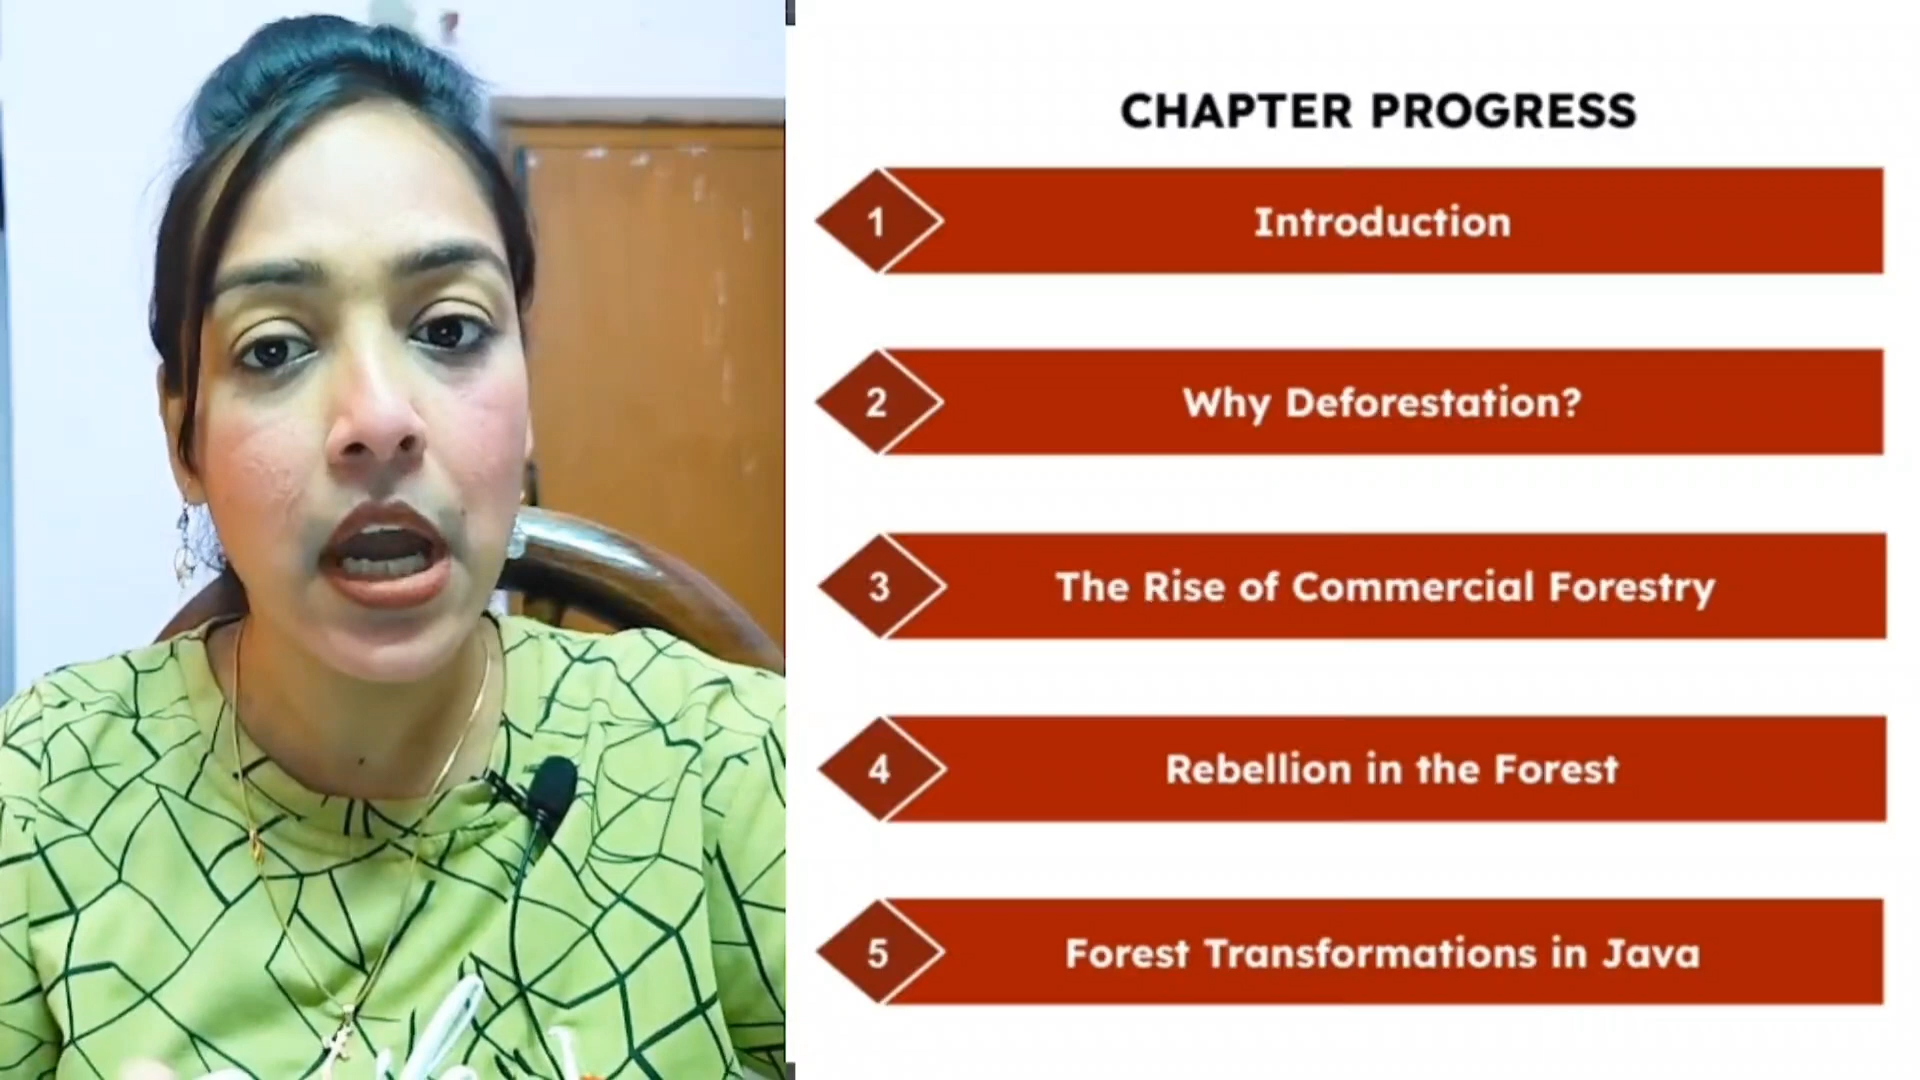 CHAPTER PROGRESS
1
Introduction
2
Why Deforestation?
3
The Rise of Commercial Forestry
4
Rebellion in the Forest
5
Forest Transformations in Java